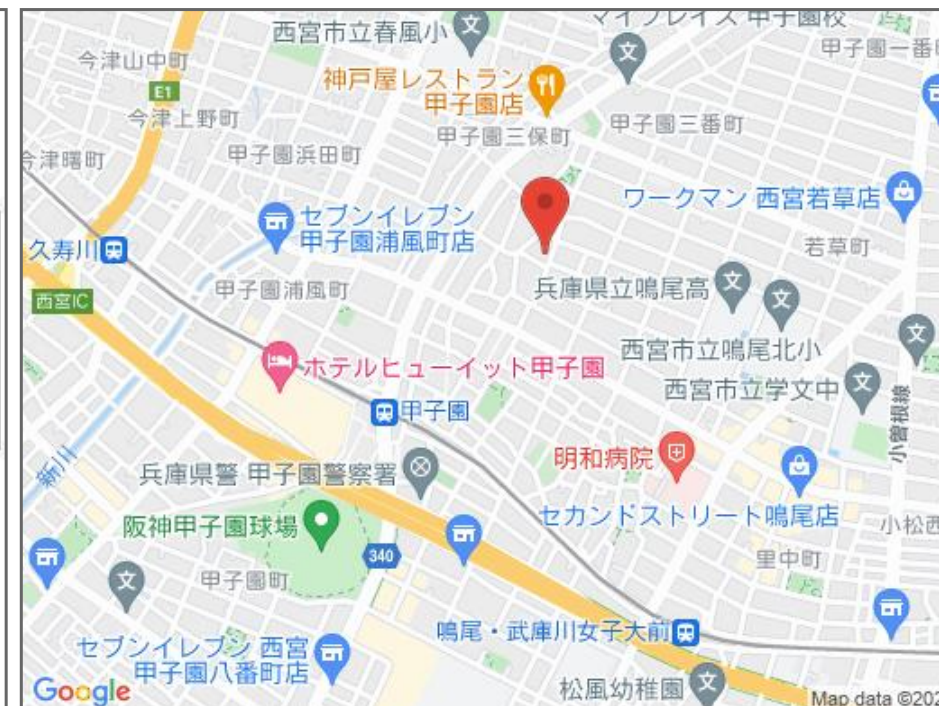 マイプレイス 甲子園校
西宮市立春風小
甲子園一番
今津山中町
神戸屋レストラン
甲子園店
E1
今津上野町
甲子園三保町
甲子園三番町
今津曙町
甲子園浜田町
ワークマン 西宮若草店
セブンイレブン
甲子園浦風町店
久寿川
若草町
西宮IC
甲子園浦風町
兵庫県立鳴尾高
西宮市立鳴尾北小
ホテルヒューイット甲子園
西宮市立学文中
甲子園
小曽根線
新川
兵庫県警 甲子園警察署
明和病院
阪神甲子園球場
セカンドストリート鳴尾店
小松西
340
里中町
甲子園町
鳴尾・武庫川女子大前
セブンイレブン 西宮
甲子園八番町店
松風幼稚園
Google
Map data ©202